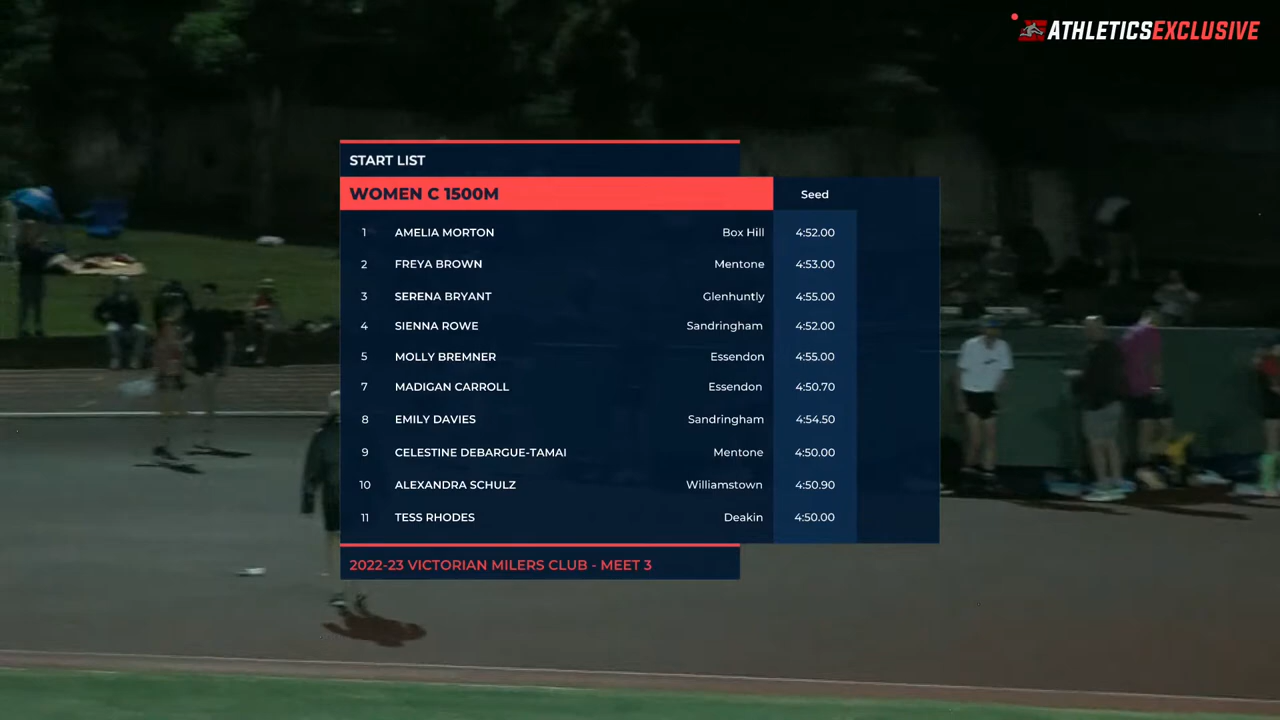 ATHLETICSEXCLUSIVE
START LIST
WOMEN C 1500M Seed
1 AMELIA MORTON Box Hill 4:52.00
2 FREYA BROWN Mentone 4:53.00
3 SERENA BRYANT Glenhuntly 4:55.00
4 SIENNA ROWE Sandringham 4:52.00
5 MOLLY BREMNER Essendon 4:55.00
7 MADIGAN CARROLL Essendon 4:50.70
8 EMILY DAVIES Sandringham 4:54.50
9 CELESTINE DEBARGUE-TAMAI Mentone 4:50.00
10 ALEXANDRA SCHULZ Williamstown 4:50.90
11 TESS RHODES Deakin 4:50.00
2022-23 VICTORIAN MILERS CLUB - MEET 3